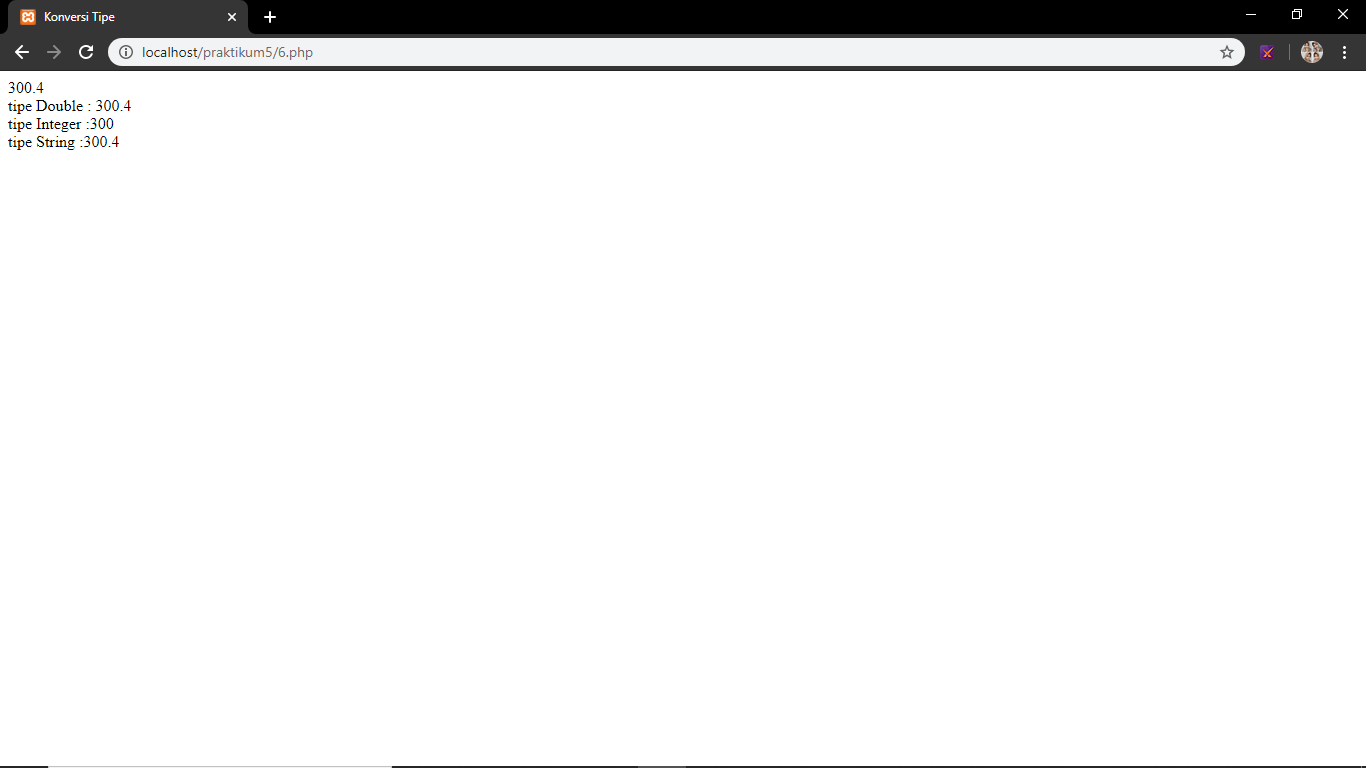 Konversi Tipe
localhost/praktikum5/6.php
300.4
tipe Double : 300.4
tipe Integer :300
tipe String :300.4